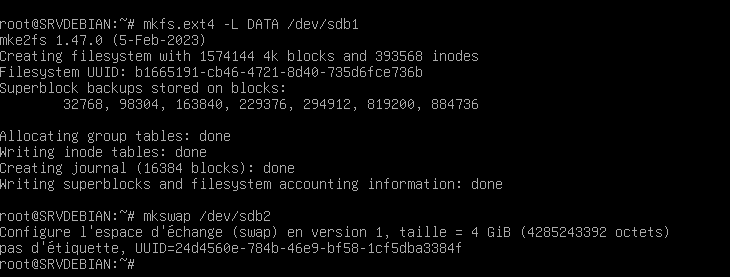 root@SRVDEBIAN:~# mkfs.ext4 -L DATA /dev/sdb1
mke2fs 1.47.0 (5-Feb-2023)
Creating filesystem with 1574144 4k blocks and 393568 inodes
Filesystem UUID: b1665191-cb46-4721-8d40-735d6fce736b
Superblock backups stored on blocks:
        32768, 98304, 163840, 229376, 294912, 819200, 884736

Allocating group tables: done
Writing inode tables: done
Creating journal (16384 blocks): done
Writing superblocks and filesystem accounting information: done

root@SRVDEBIAN:~# mkswap /dev/sdb2
Configure l'espace d'échange (swap) en version 1, taille = 4 GiB (4285243392 octets)
pas d'étiquette, UUID=24d4560e-784b-46e9-bf58-1cf5dba3384f
root@SRVDEBIAN:~#